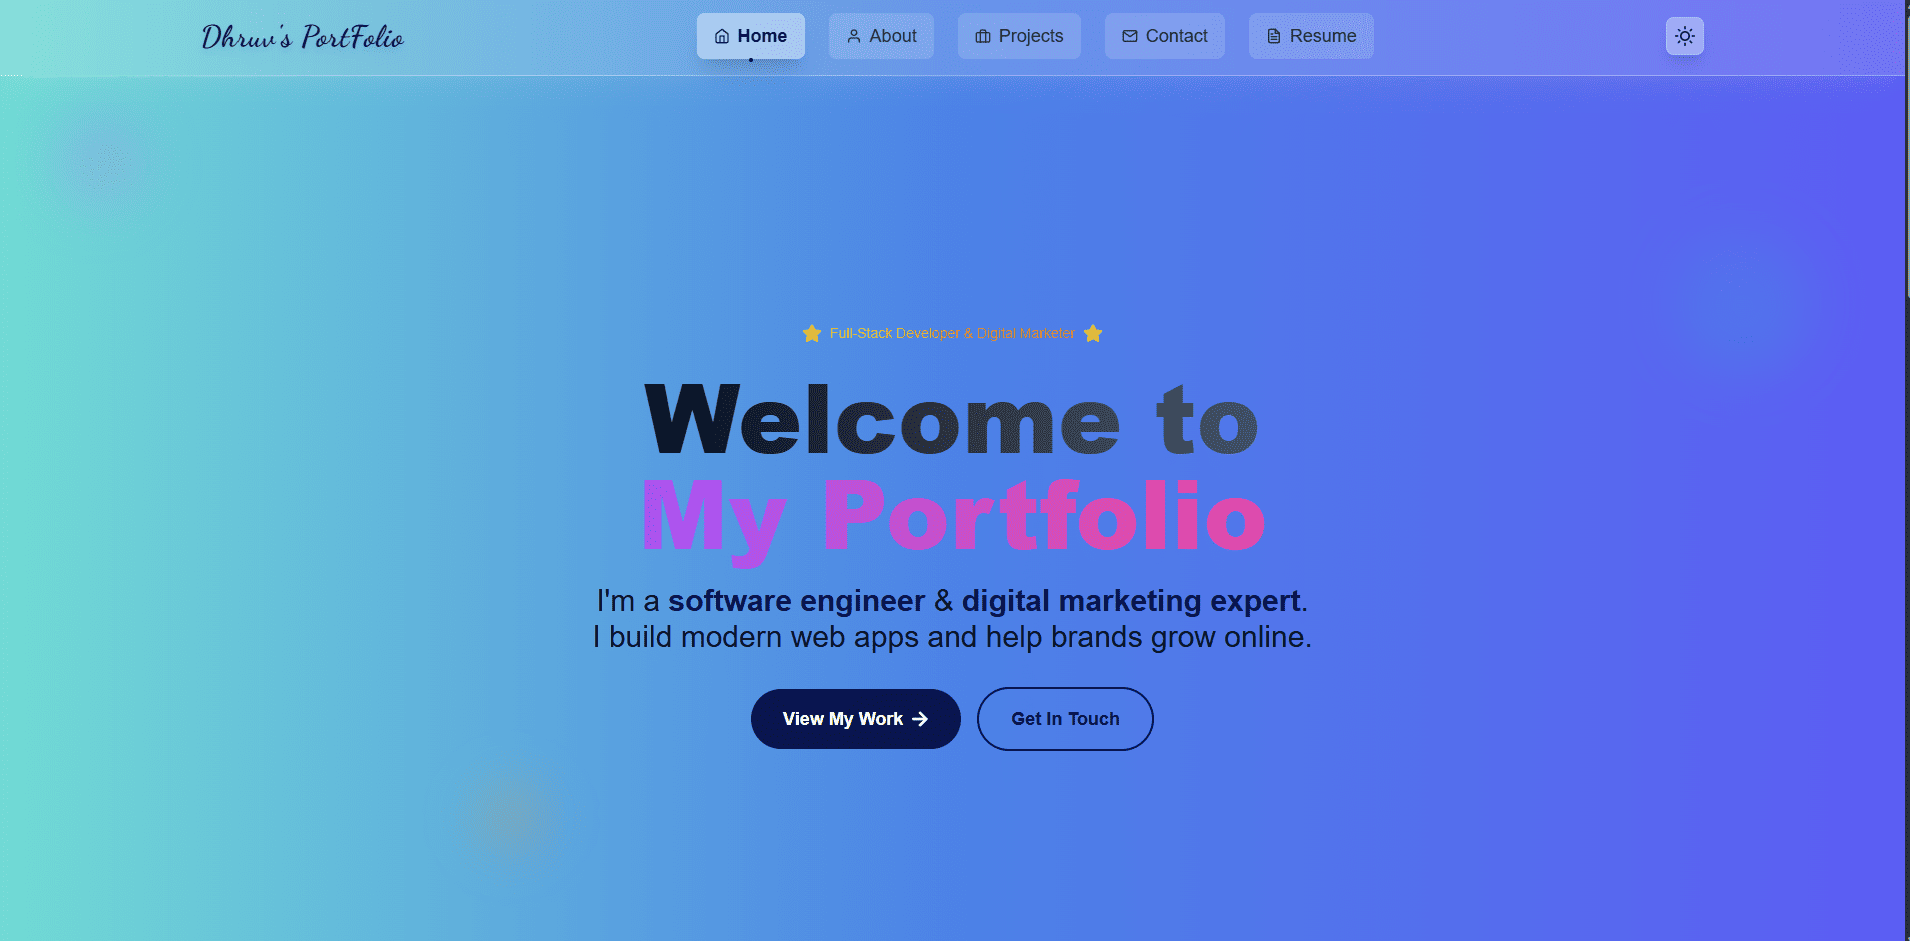 Dhruv's PortFolio
Home
About
Projects
Contact
Resume
Full-Stack Developer & Digital Marketer
Welcome to
My Portfolio
I'm a software engineer & digital marketing expert.
I build modern web apps and help brands grow online.
View My Work
Get In Touch